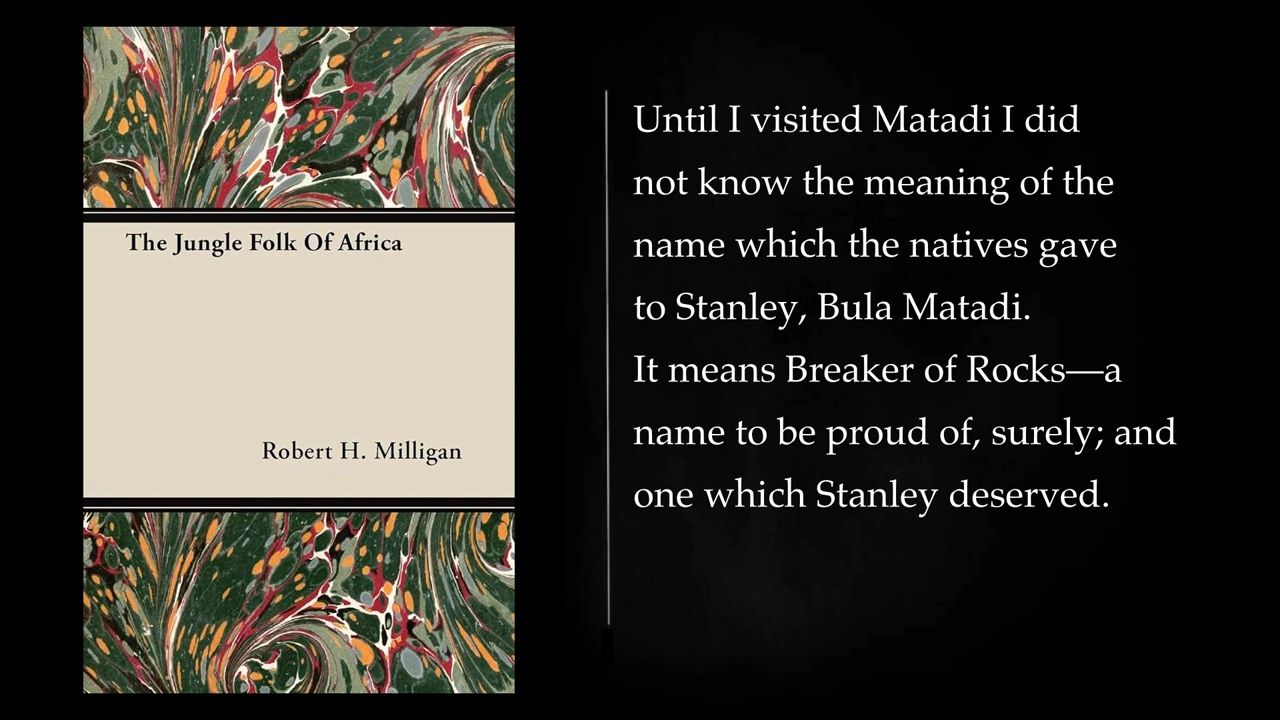 The Jungle Folk Of Africa
Robert H. Milligan
Until I visited Matadi I did
not know the meaning of the
name which the natives gave
to Stanley, Bula Matadi.
It means Breaker of Rocks—a
name to be proud of, surely; and
one which Stanley deserved.